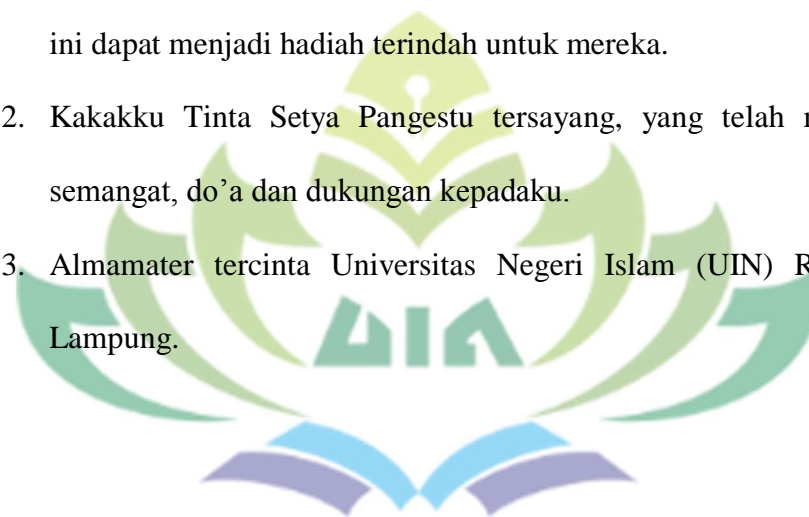 ini dapat menjadi hadiah terindah untuk mereka.
2. Kakakku Tinta Setya Pangestu tersayang, yang telah
semangat, do’a dan dukungan kepadaku.
3. Almamater tercinta Universitas Negeri Islam (UIN)
Lampung.
UIN